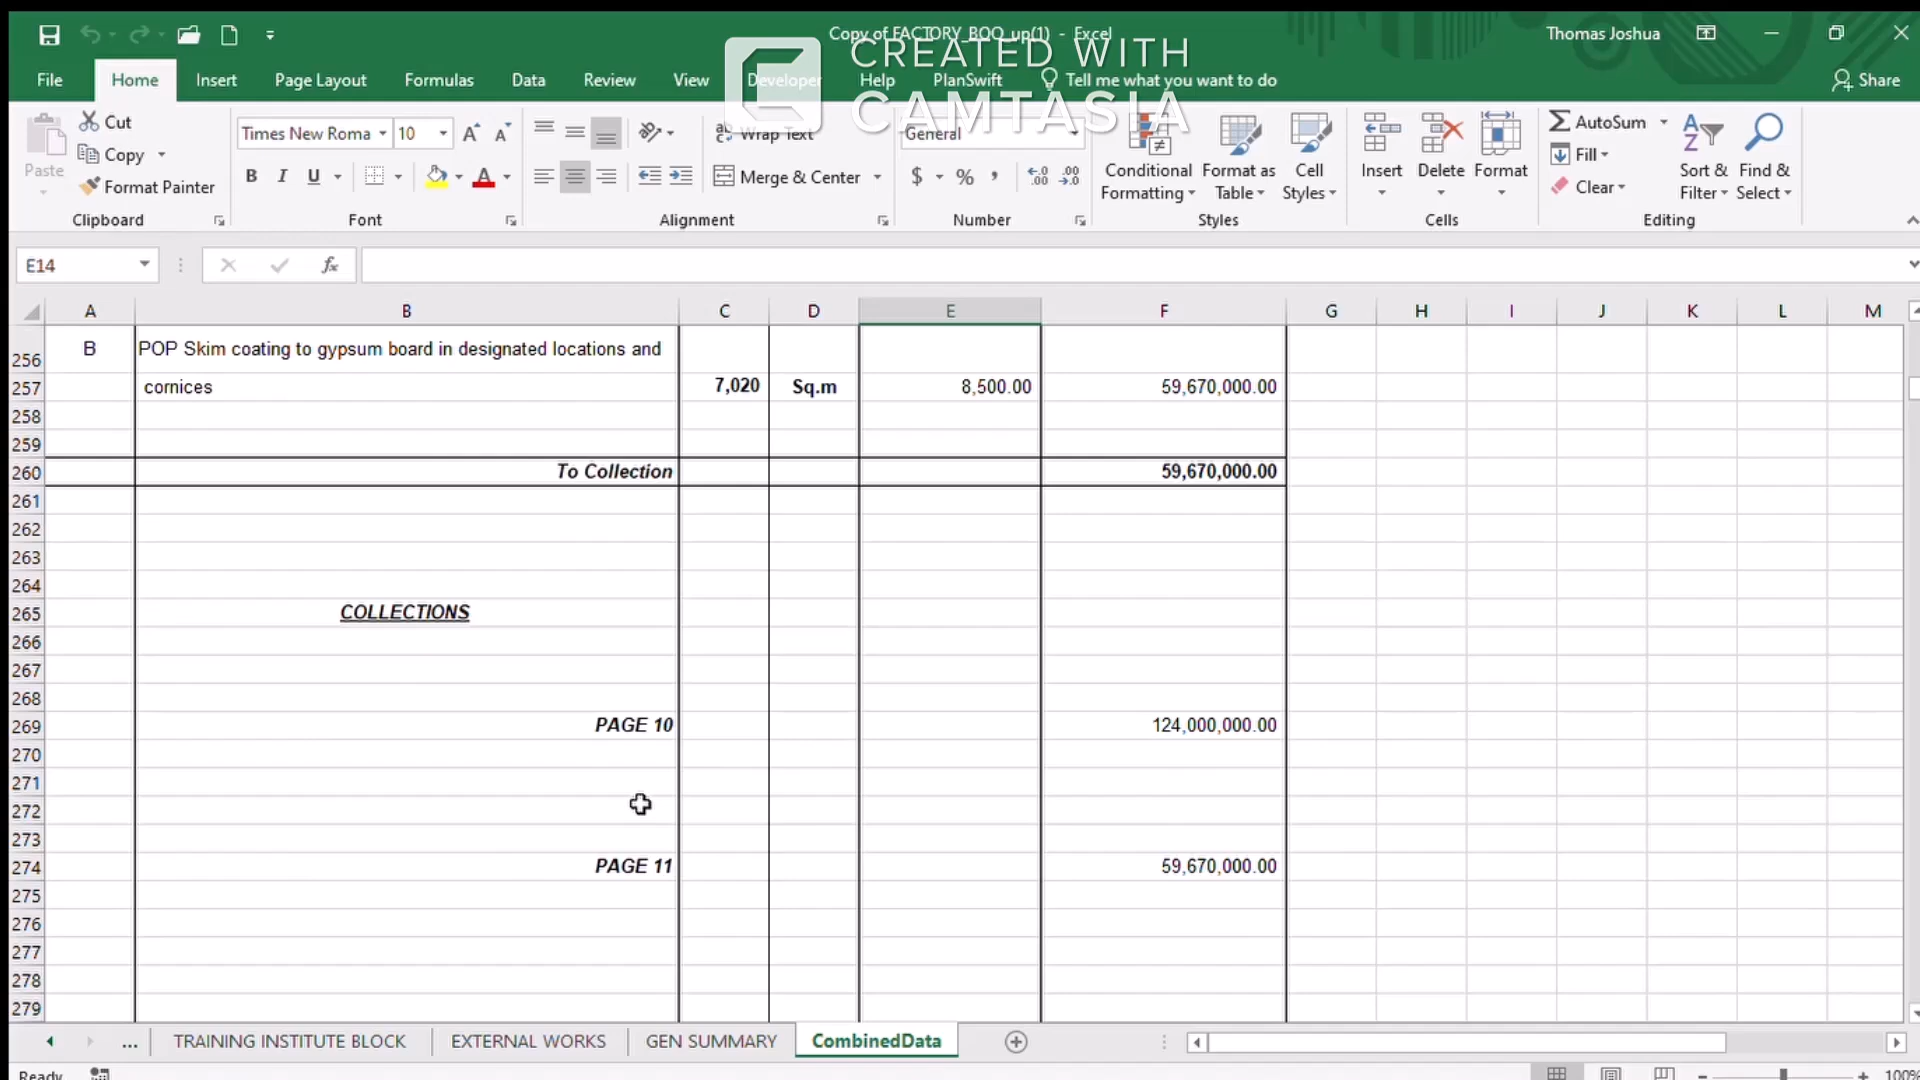 Copy of FACTORY_BOQ_up(1) - Excel
Thomas Joshua
CREATED WITH
CAMTASIA
File Home Insert Page Layout Formulas Data Review View Developer Help PlanSwift Tell me what you want to do Share
Paste
Cut
Copy
Format Painter
Clipboard
Times New Roma 10
B I U
Font
Wrap Text
Merge & Center
Alignment
General
$ % ,
Number
Conditional Formatting
Format as Table
Cell Styles
Styles
Insert
Delete
Format
Cells
AutoSum
Fill
Clear
Sort & Filter
Find & Select
Editing
E14
fx
A B C D E F G H I J K L M
256 B POP Skim coating to gypsum board in designated locations and
257 cornices 7,020 Sq.m 8,500.00 59,670,000.00
258
259
260 To Collection 59,670,000.00
261
262
263
264
265 COLLECTIONS
266
267
268
269 PAGE 10 124,000,000.00
270
271
272
273
274 PAGE 11 59,670,000.00
275
276
277
278
279
... TRAINING INSTITUTE BLOCK EXTERNAL WORKS GEN SUMMARY CombinedData
Ready
100%